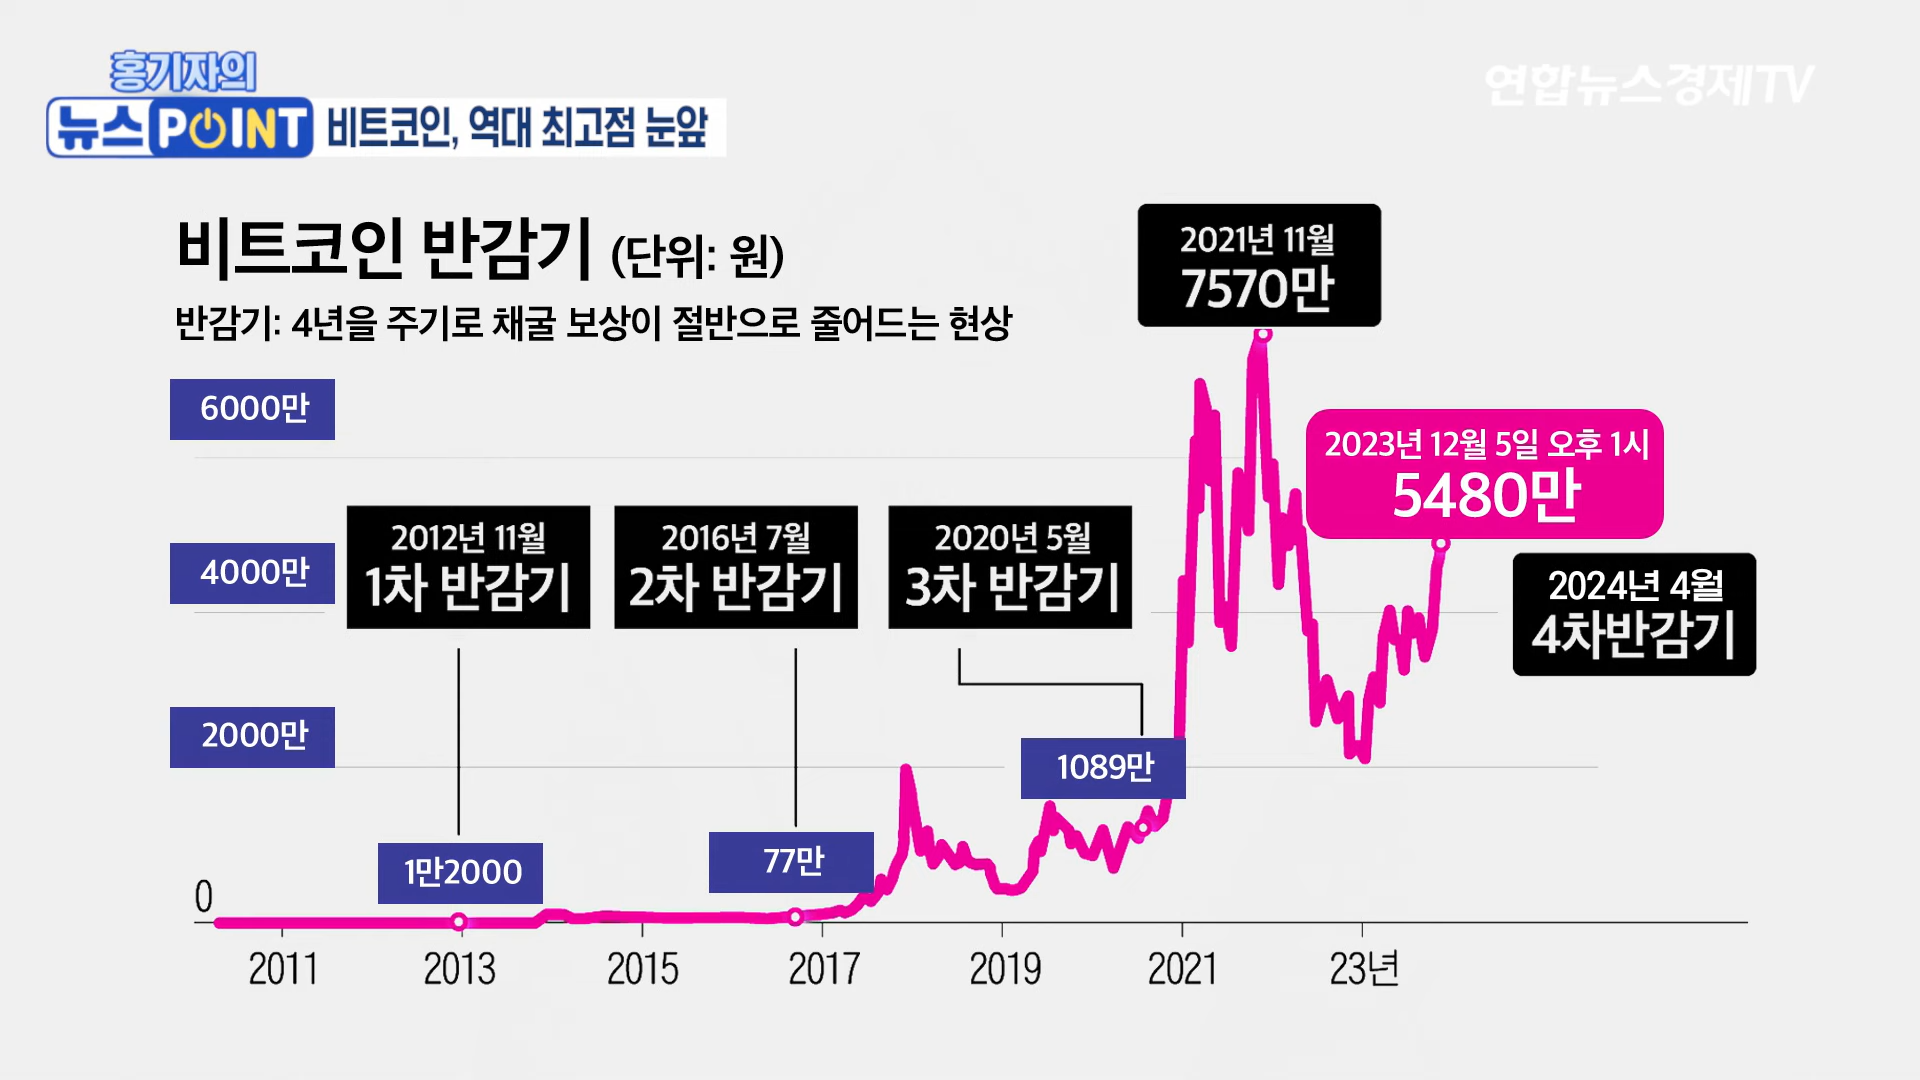 홍기자의
뉴스 POINT
비트코인, 역대 최고점 눈앞
연합뉴스경제TV
비트코인 반감기 (단위: 원)
반감기: 4년을 주기로 채굴 보상이 절반으로 줄어드는 현상
2021년 11월
7570만
6000만
2023년 12월 5일 오후 1시
5480만
4000만
2012년 11월
1차 반감기
2016년 7월
2차 반감기
2020년 5월
3차 반감기
2024년 4월
4차반감기
2000만
1089만
1만2000
77만
0
2011
2013
2015
2017
2019
2021
23년